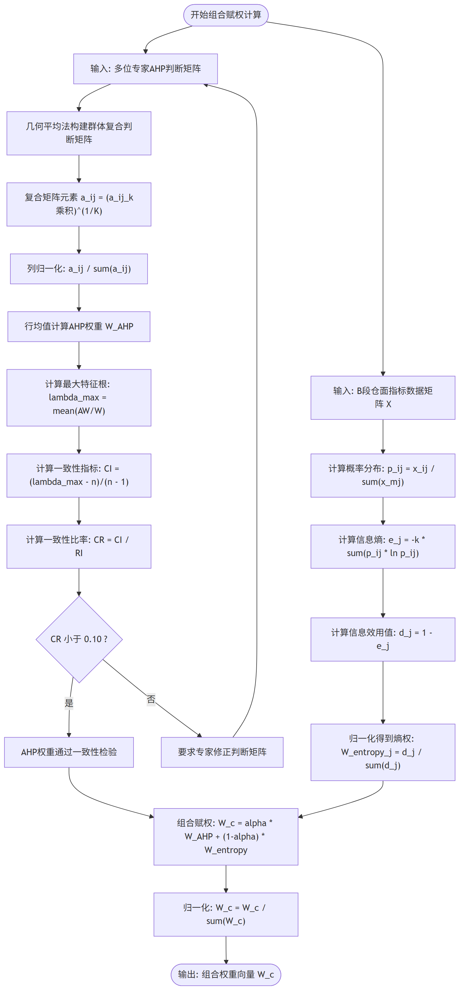 开始组合赋权计算
输入: 多位专家AHP判断矩阵
几何平均法构建群体复合判
断矩阵
复合矩阵元素 a_ij = (a_ij_k
乘积)^(1/K)
列归一化: a_ij / sum(a_ij)
行均值计算AHP权重 W_AHP
计算最大特征根:
lambda_max =
mean(AW/W)
计算一致性指标: CI =
(lambda_max - n)/(n - 1)
计算一致性比率: CR = CI /
RI
CR 小于 0.10 ?
是
否
AHP权重通过一致性检验
要求专家修正判断矩阵
输入: B段仓面指标数据矩
阵 X
计算概率分布: p_ij = x_ij /
sum(x_mj)
计算信息熵: e_j = -k *
sum(p_ij * ln p_ij)
计算信息效用值: d_j = 1 -
e_j
归一化得到熵权:
W_entropy_j = d_j /
sum(d_j)
组合赋权: W_c = alpha *
W_AHP + (1-alpha) *
W_entropy
归一化: W_c = W_c /
sum(W_c)
输出: 组合权重向量 W_c